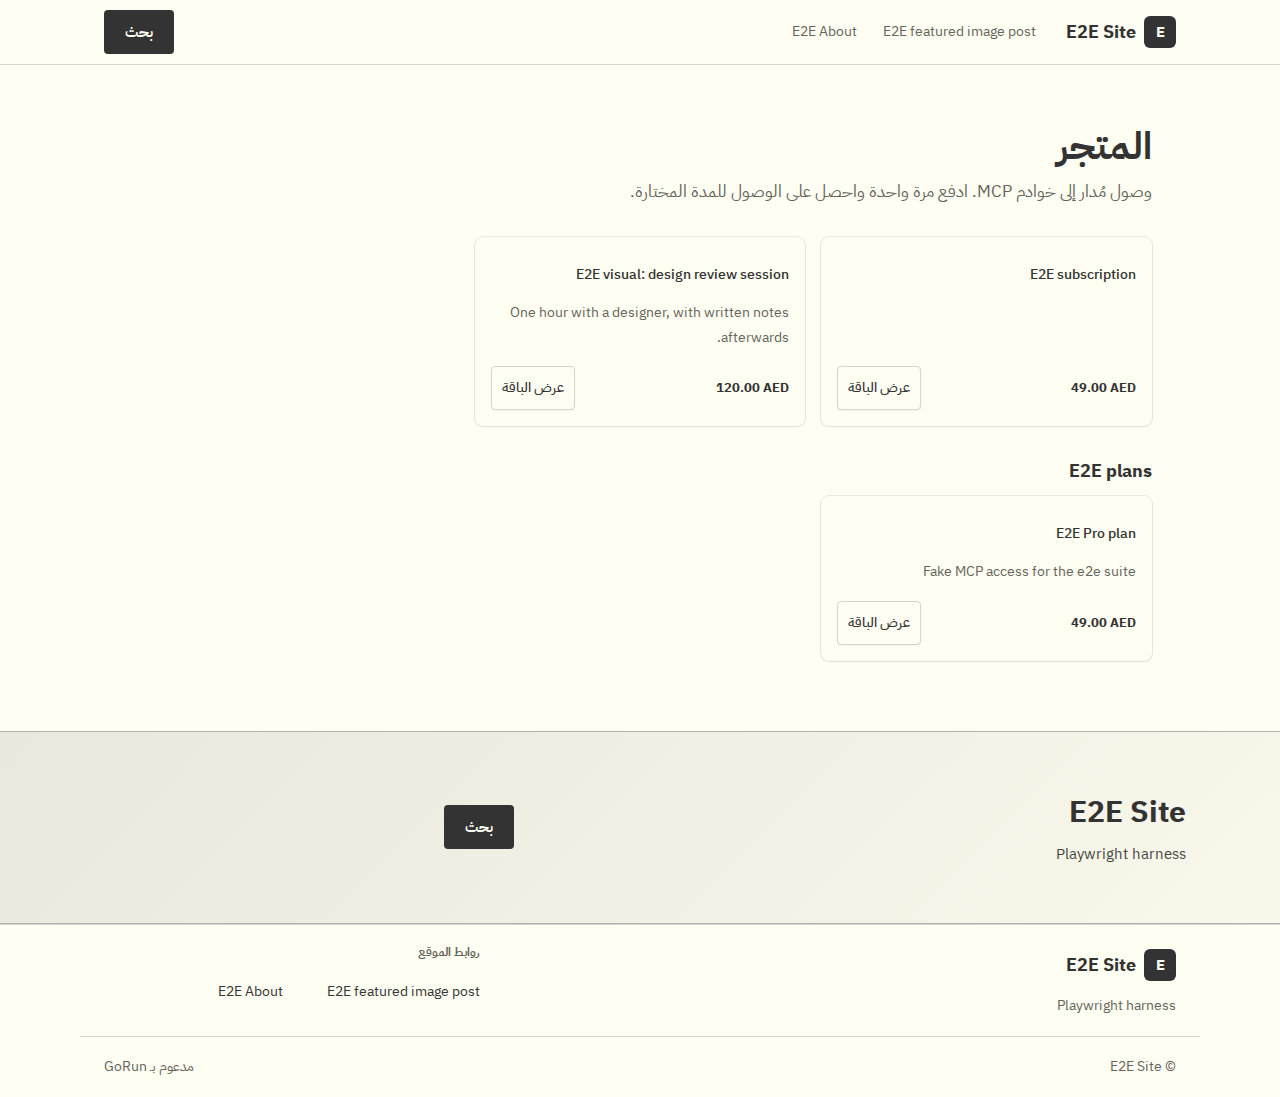 E E2E Site E2E featured image post E2E About بحث
المتجر
وصول مُدار إلى خوادم MCP. ادفع مرة واحدة واحصل على الوصول للمدة المختارة.
E2E subscription
49.00 AED عرض الباقة
E2E visual: design review session
One hour with a designer, with written notes
afterwards.
120.00 AED عرض الباقة
E2E plans
E2E Pro plan
Fake MCP access for the e2e suite
49.00 AED عرض الباقة
E2E Site
Playwright harness
بحث
E E2E Site
Playwright harness
روابط الموقع
E2E featured image post E2E About
© E2E Site
مدعوم بـ GoRun